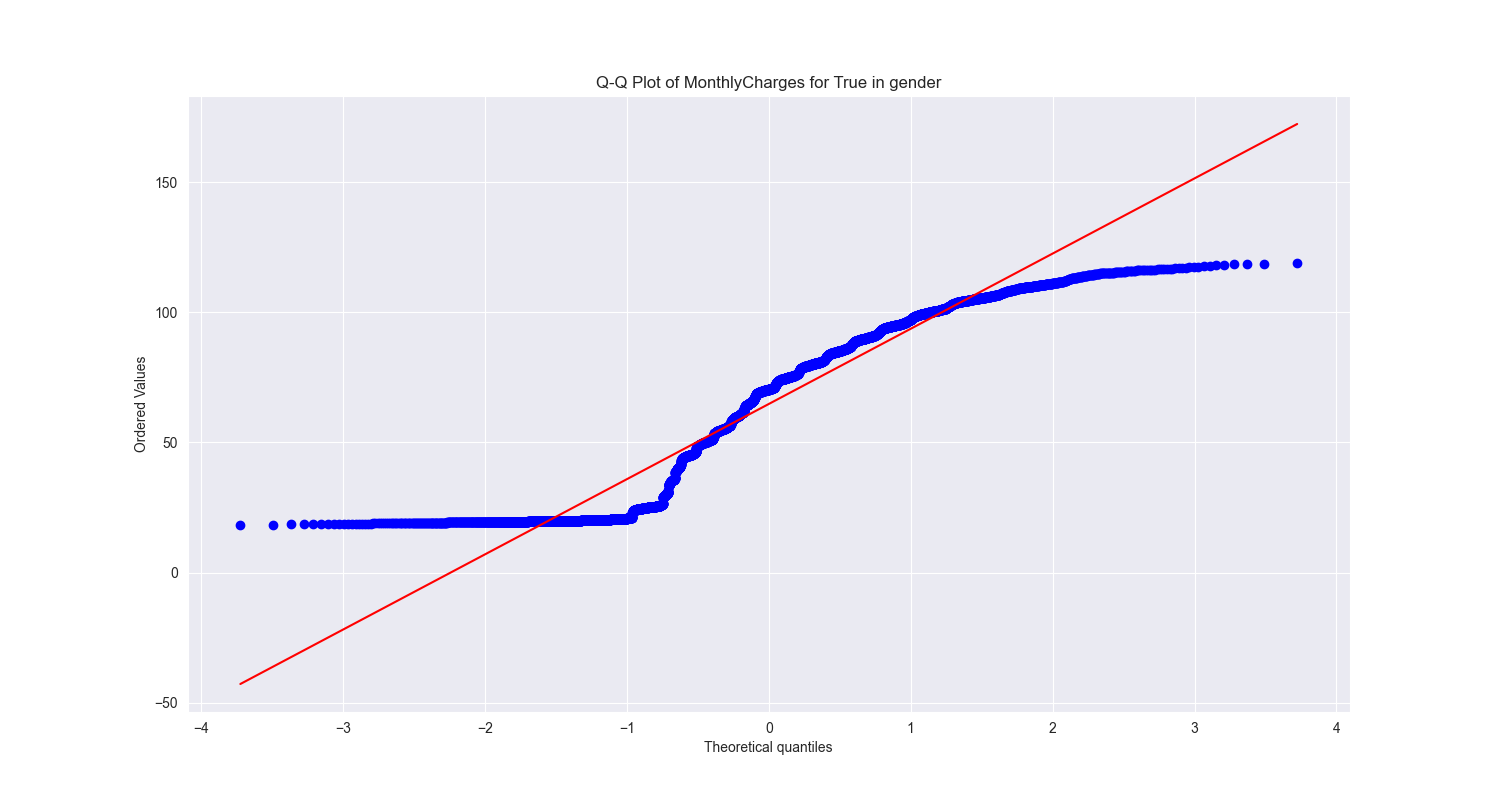 Q-Q Plot of MonthlyCharges for True in gender
150
100
50
0
−50
Ordered Values
−4 −3 −2 −1 0 1 2 3 4
Theoretical quantiles